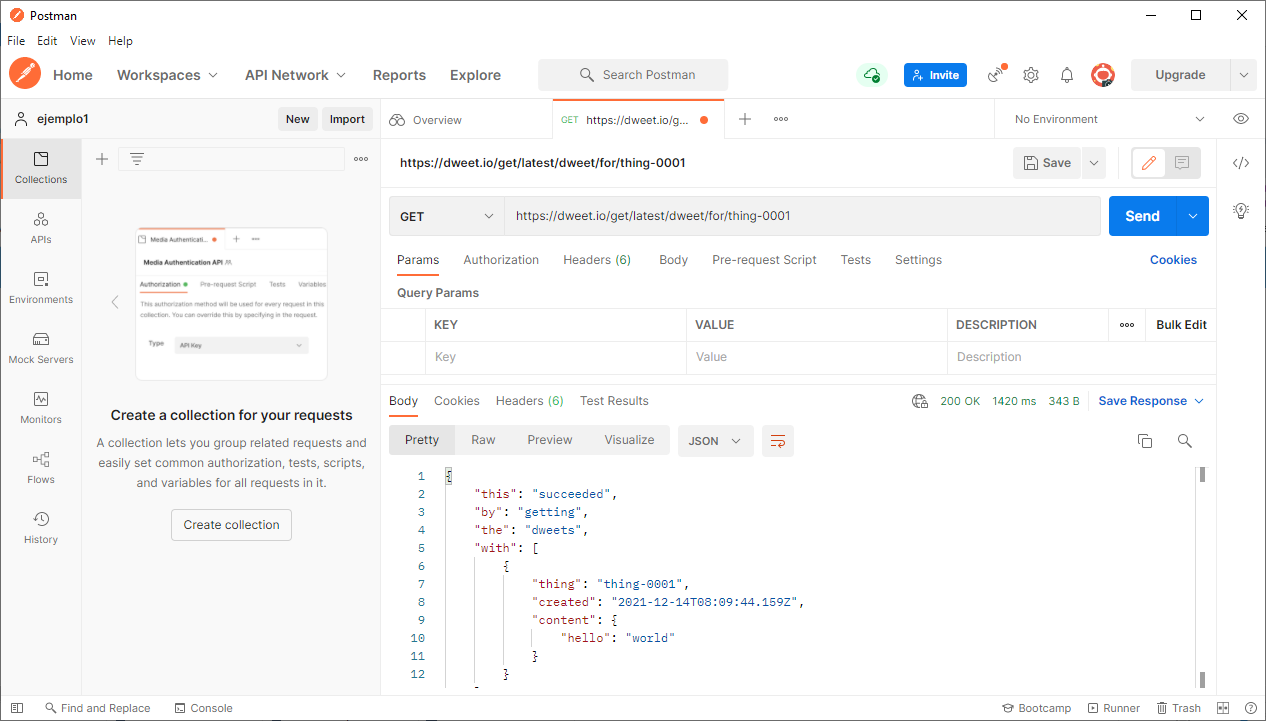 Postman
File Edit View Help
Home Workspaces API Network Reports Explore Search Postman Invite Upgrade
ejemplo1 New Import
Overview GET https://dweet.io/g... No Environment
Collections
APIs
Environments
Mock Servers
Monitors
Flows
History
Media Authenticati...
Media Authentication API
Authorization Pre-request Script Tests Variables
This authorization method will be used for every request in this
collection. You can override this by specifying in the request.
Type API Key
Create a collection for your requests
A collection lets you group related requests and
easily set common authorization, tests, scripts,
and variables for all requests in it.
Create collection
https://dweet.io/get/latest/dweet/for/thing-0001 Save
GET https://dweet.io/get/latest/dweet/for/thing-0001 Send
Params Authorization Headers (6) Body Pre-request Script Tests Settings Cookies
Query Params
KEY VALUE DESCRIPTION Bulk Edit
Key Value Description
Body Cookies Headers (6) Test Results 200 OK 1420 ms 343 B Save Response
Pretty Raw Preview Visualize JSON
1 {
2 "this": "succeeded",
3 "by": "getting",
4 "the": "dweets",
5 "with": [
6 {
7 "thing": "thing-0001",
8 "created": "2021-12-14T08:09:44.159Z",
9 "content": {
10 "hello": "world"
11 }
12 }
Find and Replace Console Bootcamp Runner Trash